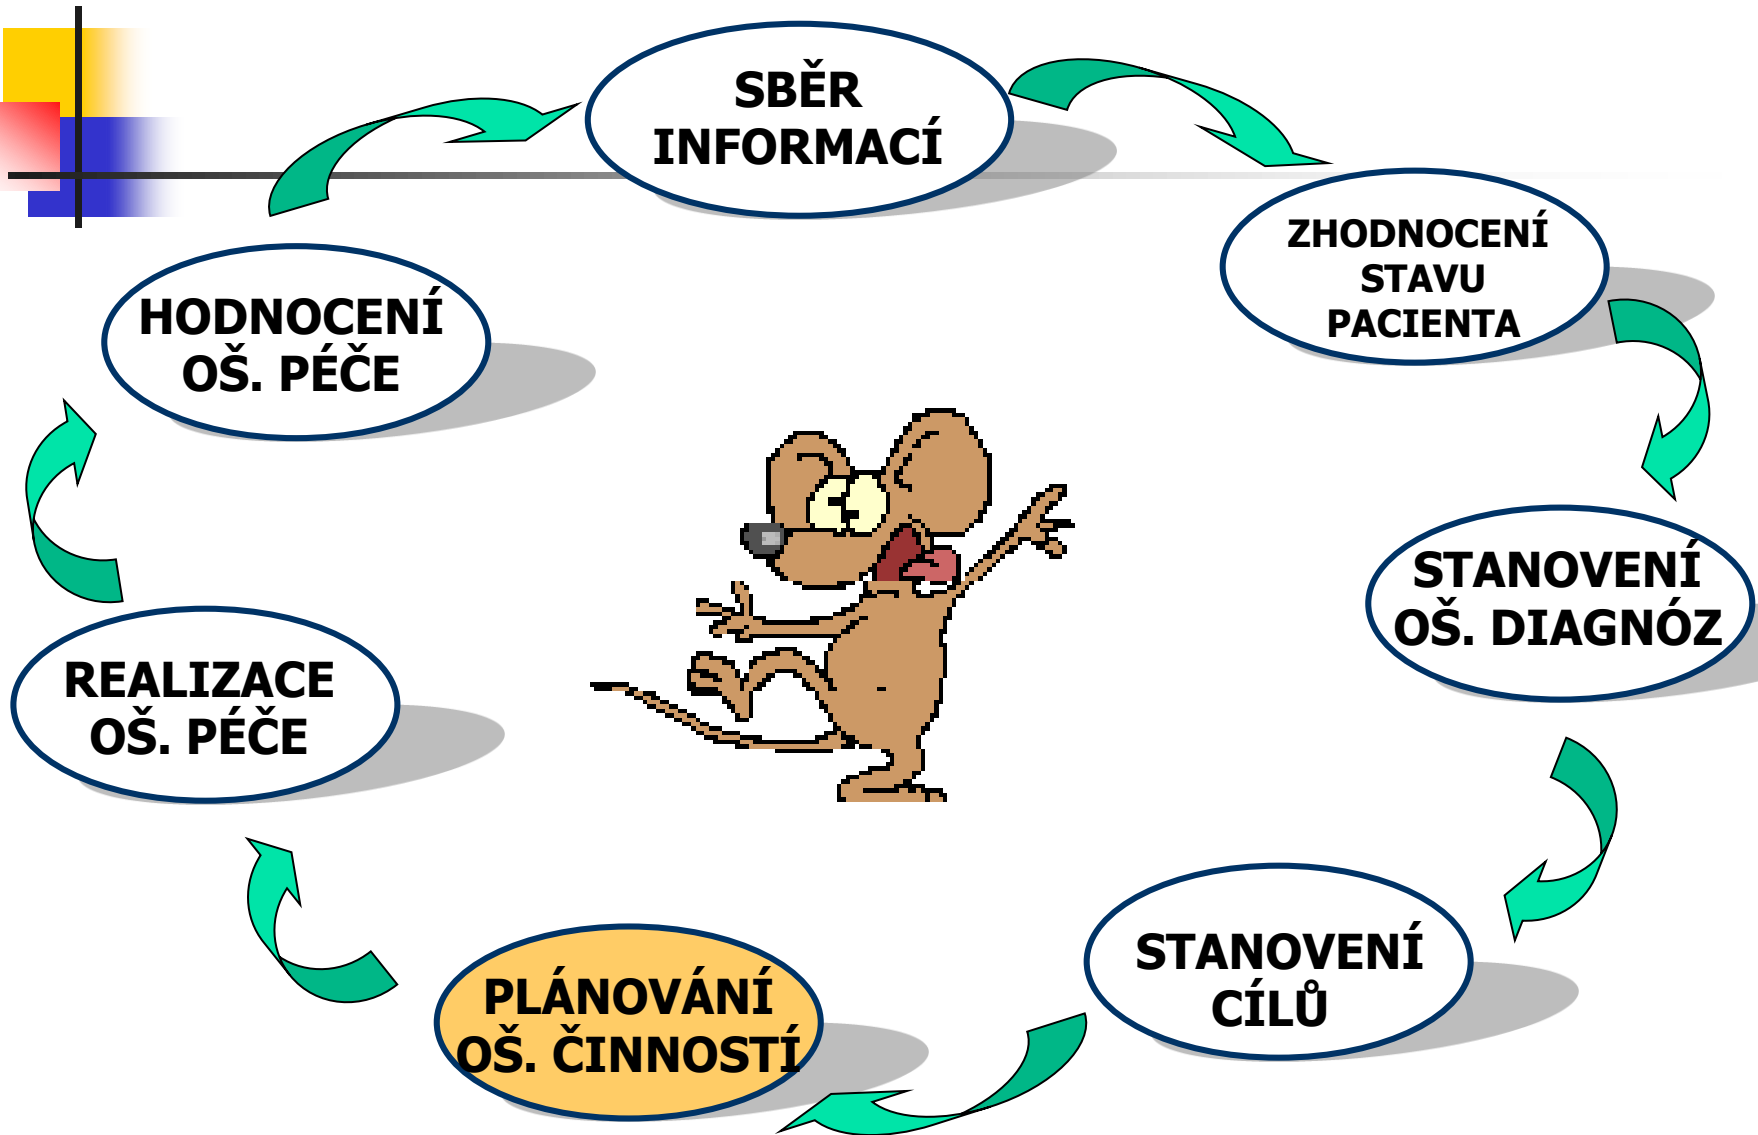 SBĚR
INFORMACÍ
ZHODNOCENÍ
STAVU
PACIENTA
STANOVENÍ
OŠ. DIAGNÓZ
STANOVENÍ
CÍLŮ
PLÁNOVÁNÍ
OŠ. ČINNOSTÍ
REALIZACE
OŠ. PÉČE
HODNOCENÍ
OŠ. PÉČE